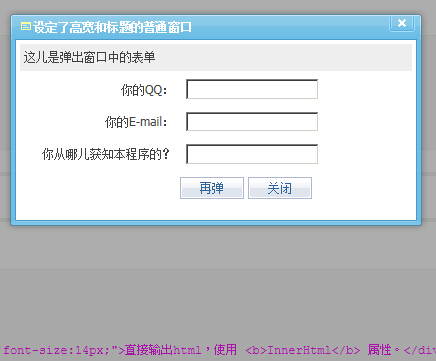 设定了高宽和标题的普通窗口
这儿是弹出窗口中的表单
你的QQ：
你的E-mail：
你从哪儿获知本程序的？
再弹 关闭
font-size:14px;">直接输出html，使用 <b>InnerHtml</b> 属性。</div